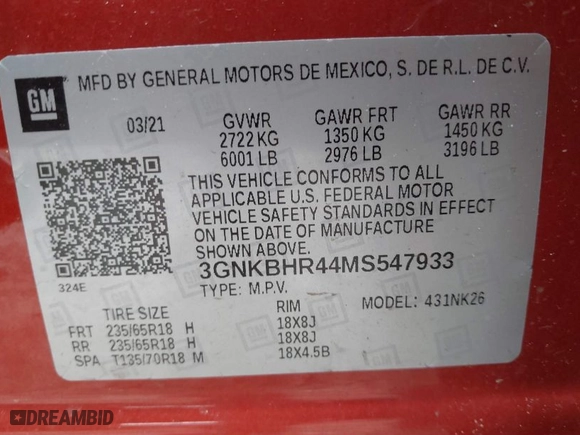 GM
MFD BY GENERAL MOTORS DE MEXICO, S. DE R.L. DE C.V.
03/21 GVWR GAWR FRT GAWR RR
2722 KG 1350 KG 1450 KG
6001 LB 2976 LB 3196 LB
THIS VEHICLE CONFORMS TO ALL
APPLICABLE U.S. FEDERAL MOTOR
VEHICLE SAFETY STANDARDS IN EFFECT
ON THE DATE OF MANUFACTURE
SHOWN ABOVE.
324E
3GNKBHR44MS547933
TYPE: M.P.V. MODEL: 431NK26
TIRE SIZE RIM
FRT 235/65R18 H 18X8J
RR 235/65R18 H 18X8J
SPA T135/70R18 M 18X4.5B
DREAMBID